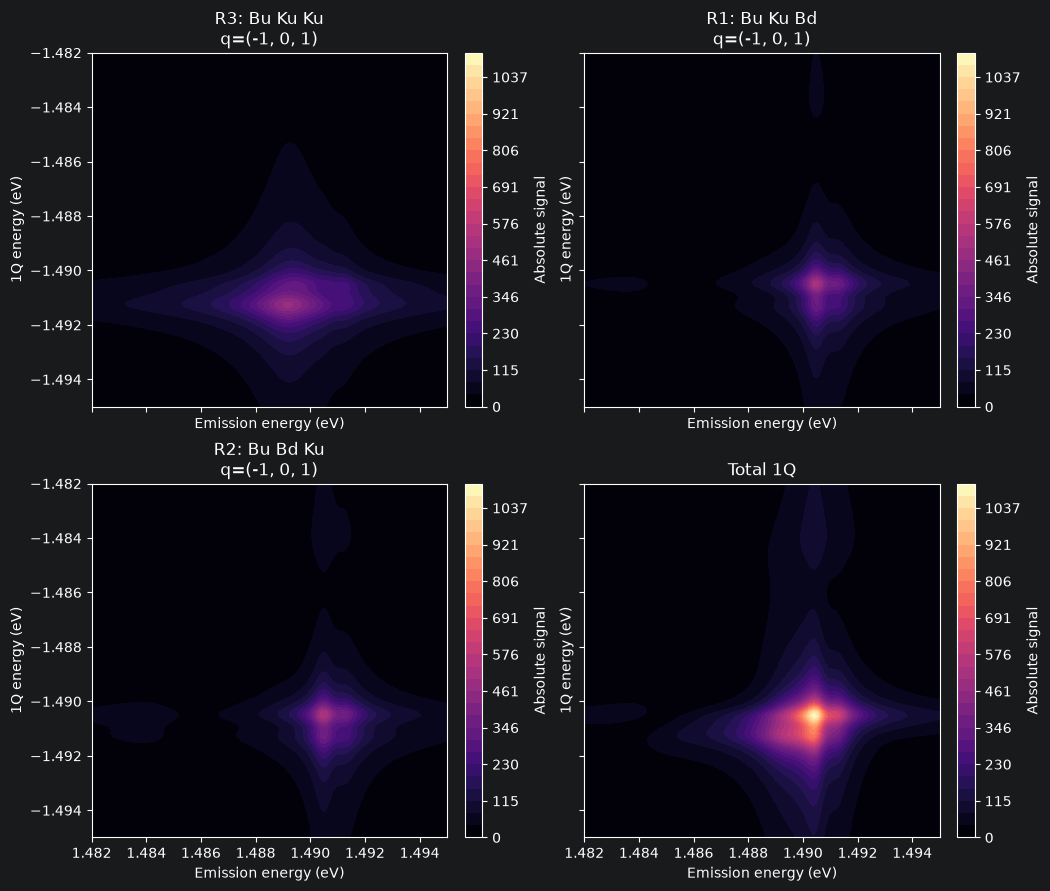 R3: Bu Ku Ku
q=(-1, 0, 1)
−1.482
−1.484
−1.486
−1.488
−1.490
−1.492
−1.494
1Q energy (eV)
Emission energy (eV)
1037
921
806
691
576
461
346
230
115
0
Absolute signal
R1: Bu Ku Bd
q=(-1, 0, 1)
1Q energy (eV)
Emission energy (eV)
1037
921
806
691
576
461
346
230
115
0
Absolute signal
R2: Bu Bd Ku
q=(-1, 0, 1)
−1.482
−1.484
−1.486
−1.488
−1.490
−1.492
−1.494
1Q energy (eV)
1.482 1.484 1.486 1.488 1.490 1.492 1.494
Emission energy (eV)
1037
921
806
691
576
461
346
230
115
0
Absolute signal
Total 1Q
1Q energy (eV)
1.482 1.484 1.486 1.488 1.490 1.492 1.494
Emission energy (eV)
1037
921
806
691
576
461
346
230
115
0
Absolute signal